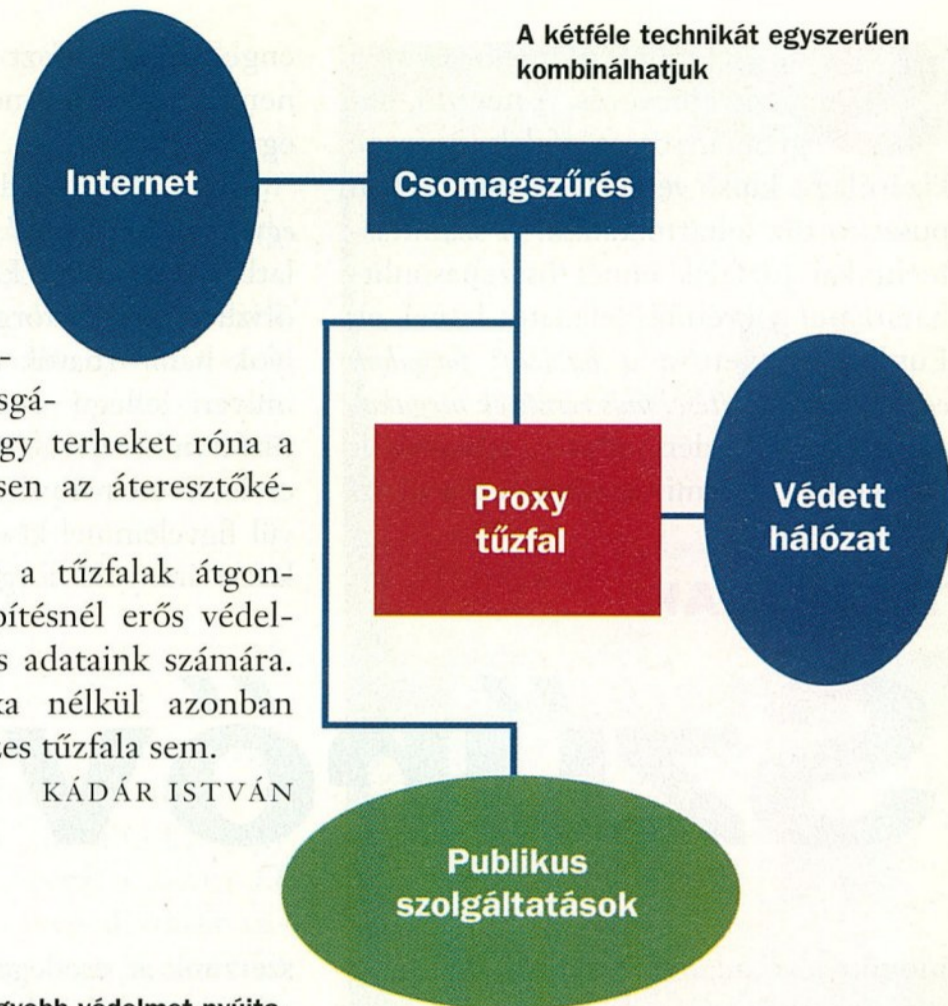 A kétféle technikát egyszerűen
kombinálhatjuk
Internet
Csomagszűrés
Proxy
tűzfal
Védett
hálózat
Publikus
szolgáltatások
sgá-
gy terheket róna a
sen az áteresztőké-
a tűzfalak átgon-
pítésnél erős védel-
s adataink számára.
ka nélkül azonban
zes tűzfala sem.
KÁDÁR ISTVÁN